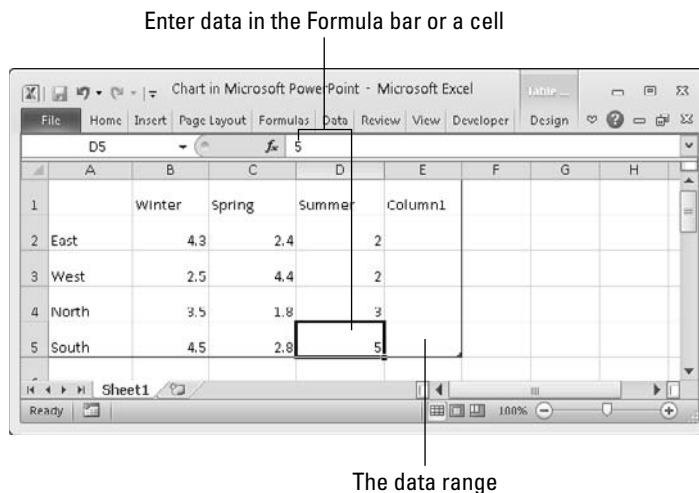 Enter data in the Formula bar or a cell
Chart in Microsoft PowerPoint - Microsoft Excel
File Home Insert Page Layout Formulas Data Review View Developer Design
D5 fx 5
A B C D E F G H
1 Winter Spring Summer Column1
2 East 4.3 2.4 2
3 West 2.5 4.4 2
4 North 3.5 1.8 3
5 South 4.5 2.8 5
Sheet1
Ready 100%
The data range